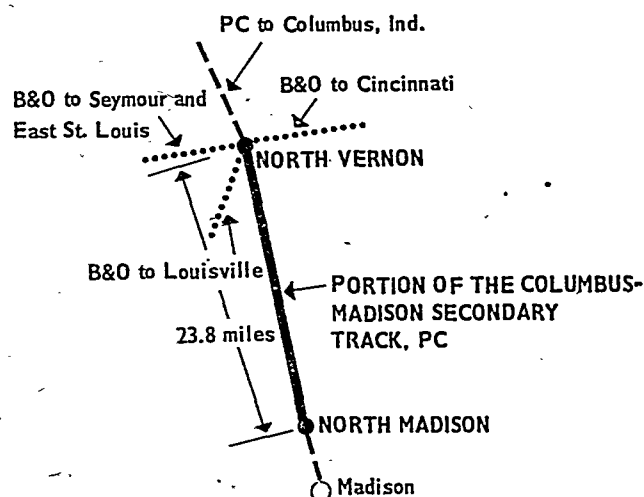 PC to Columbus, Ind.
B&O to Seymour and
East St. Louis
B&O to Cincinnati
NORTH VERNON
B&O to Louisville
PORTION OF THE COLUMBUS-
MADISON SECONDARY
TRACK, PC
23.8 miles
NORTH MADISON
Madison